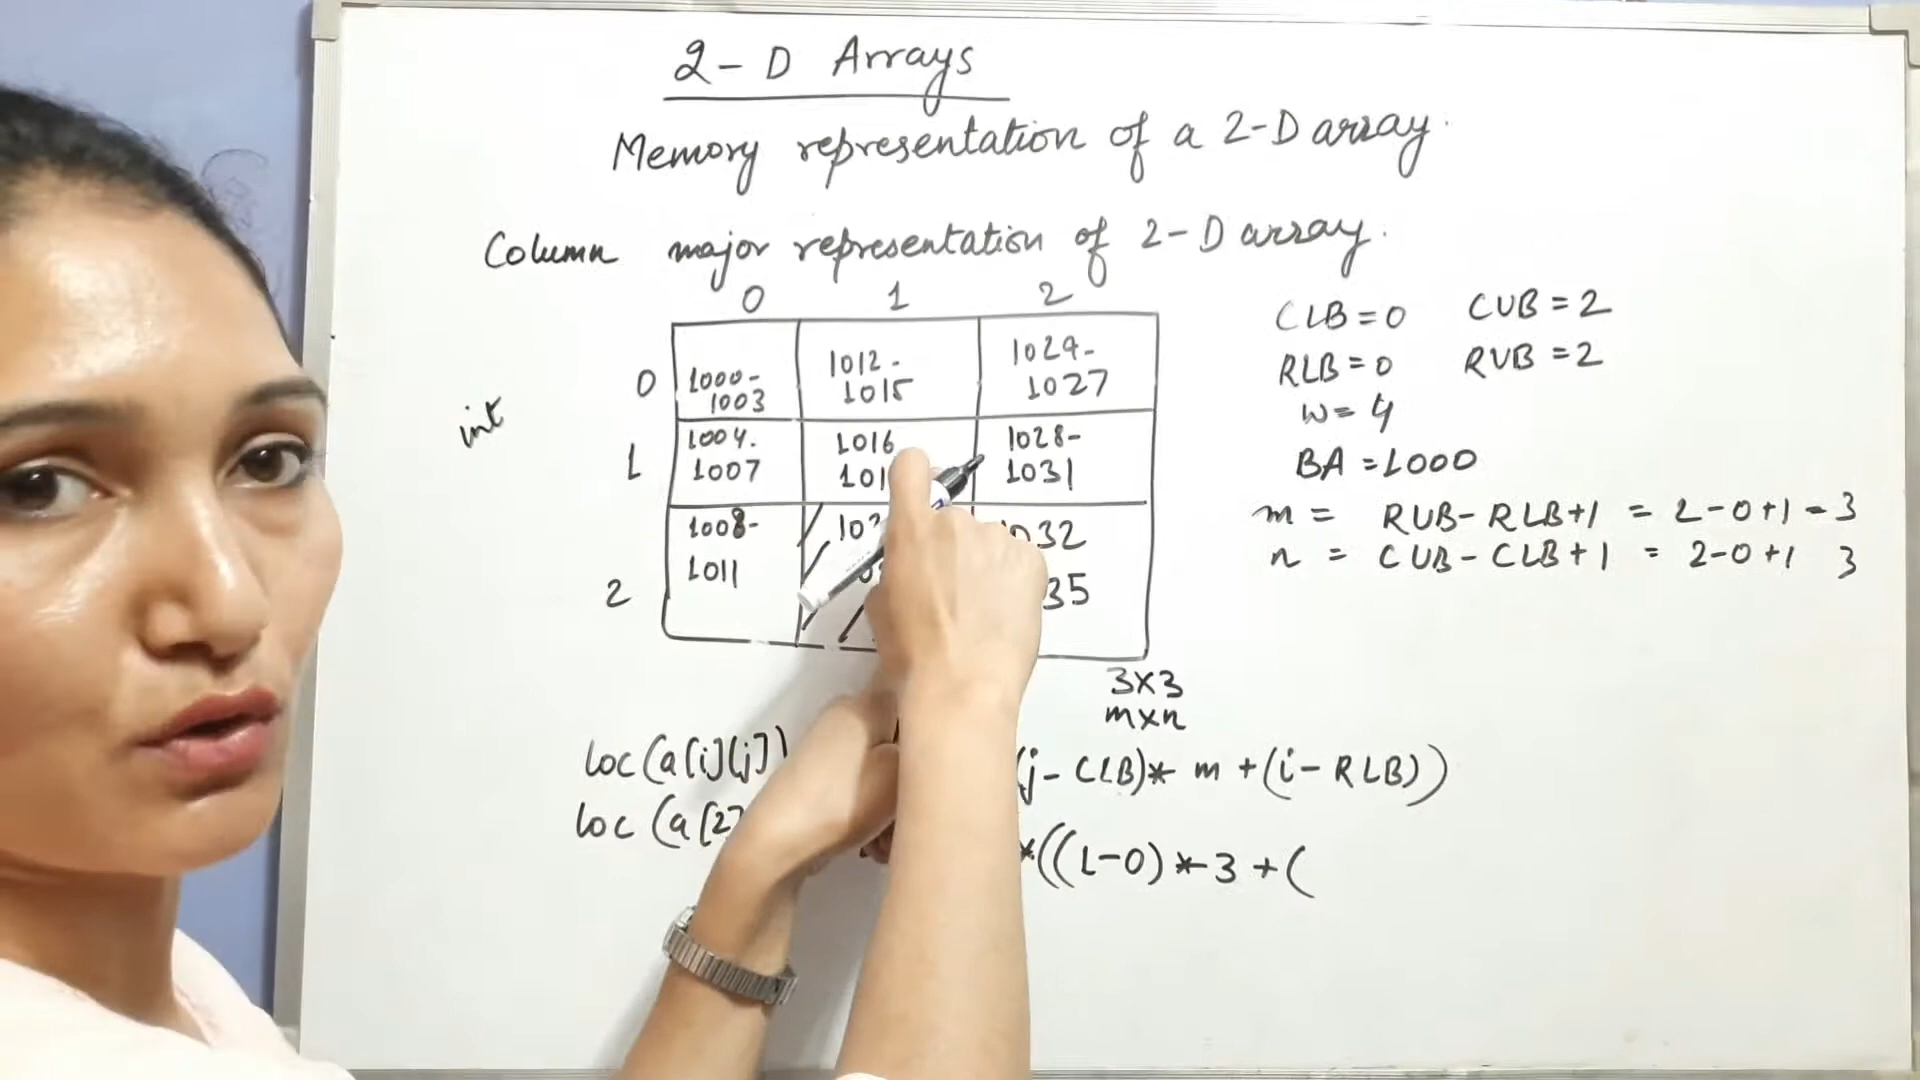 2-D Arrays
Memory representation of a 2-D array.
Column major representation of 2-D array.
0 1 2
CLB=0 CUB=2
RLB=0 RUB=2
W=4
BA=1000
m = RUB-RLB+1 = 2-0+1 = 3
n = CUB-CLB+1 = 2-0+1 3
int
0 1000- 1012- 1024-
1003 1015 1027
1 1004. 1016 1028-
1007 1031
1008- 1032
2 1011
3x3
mxn
loc(a[i][j]) (j-CLB)* m +(i-RLB))
loc (a[2] *((1-0)*3+(